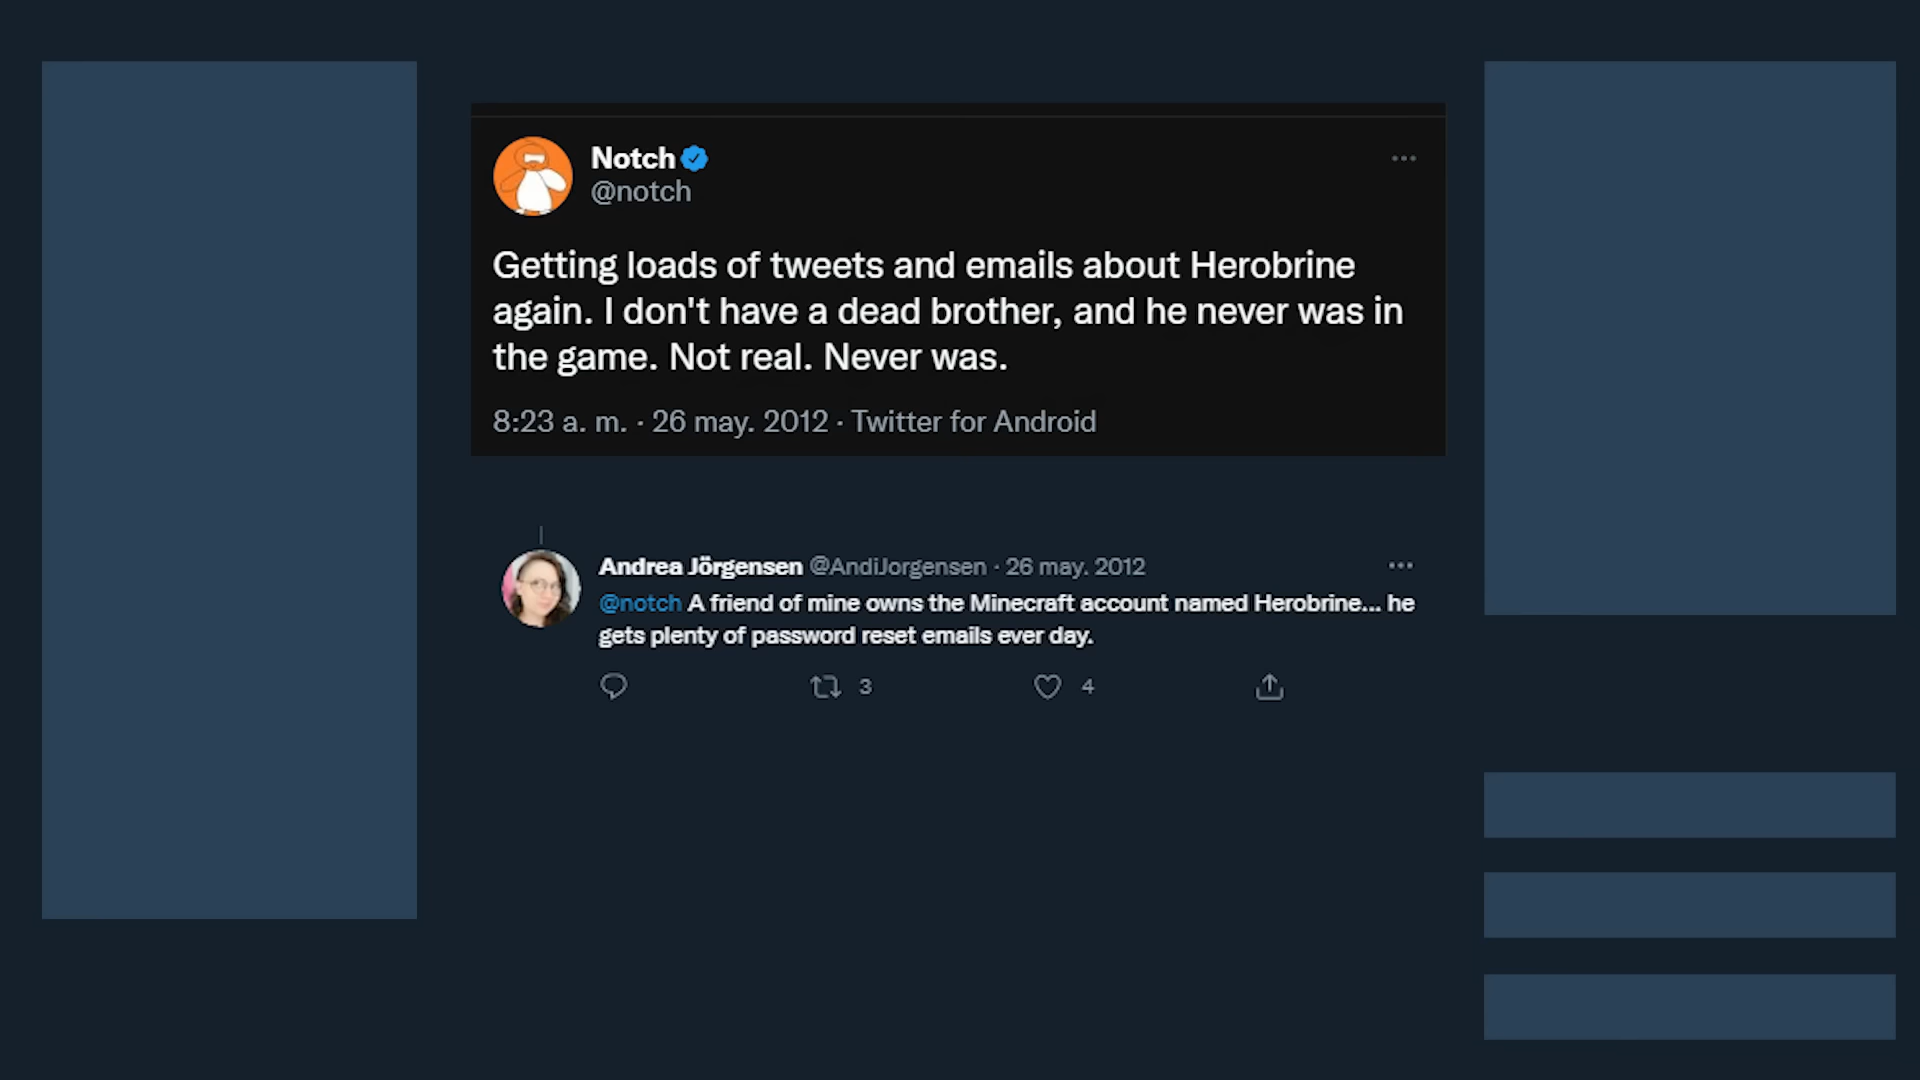 Notch
@notch
Getting loads of tweets and emails about Herobrine
again. I don't have a dead brother, and he never was in
the game. Not real. Never was.
8:23 a. m. · 26 may. 2012 · Twitter for Android
Andrea Jörgensen @AndiJorgensen · 26 may. 2012
@notch A friend of mine owns the Minecraft account named Herobrine... he
gets plenty of password reset emails ever day.
3 4